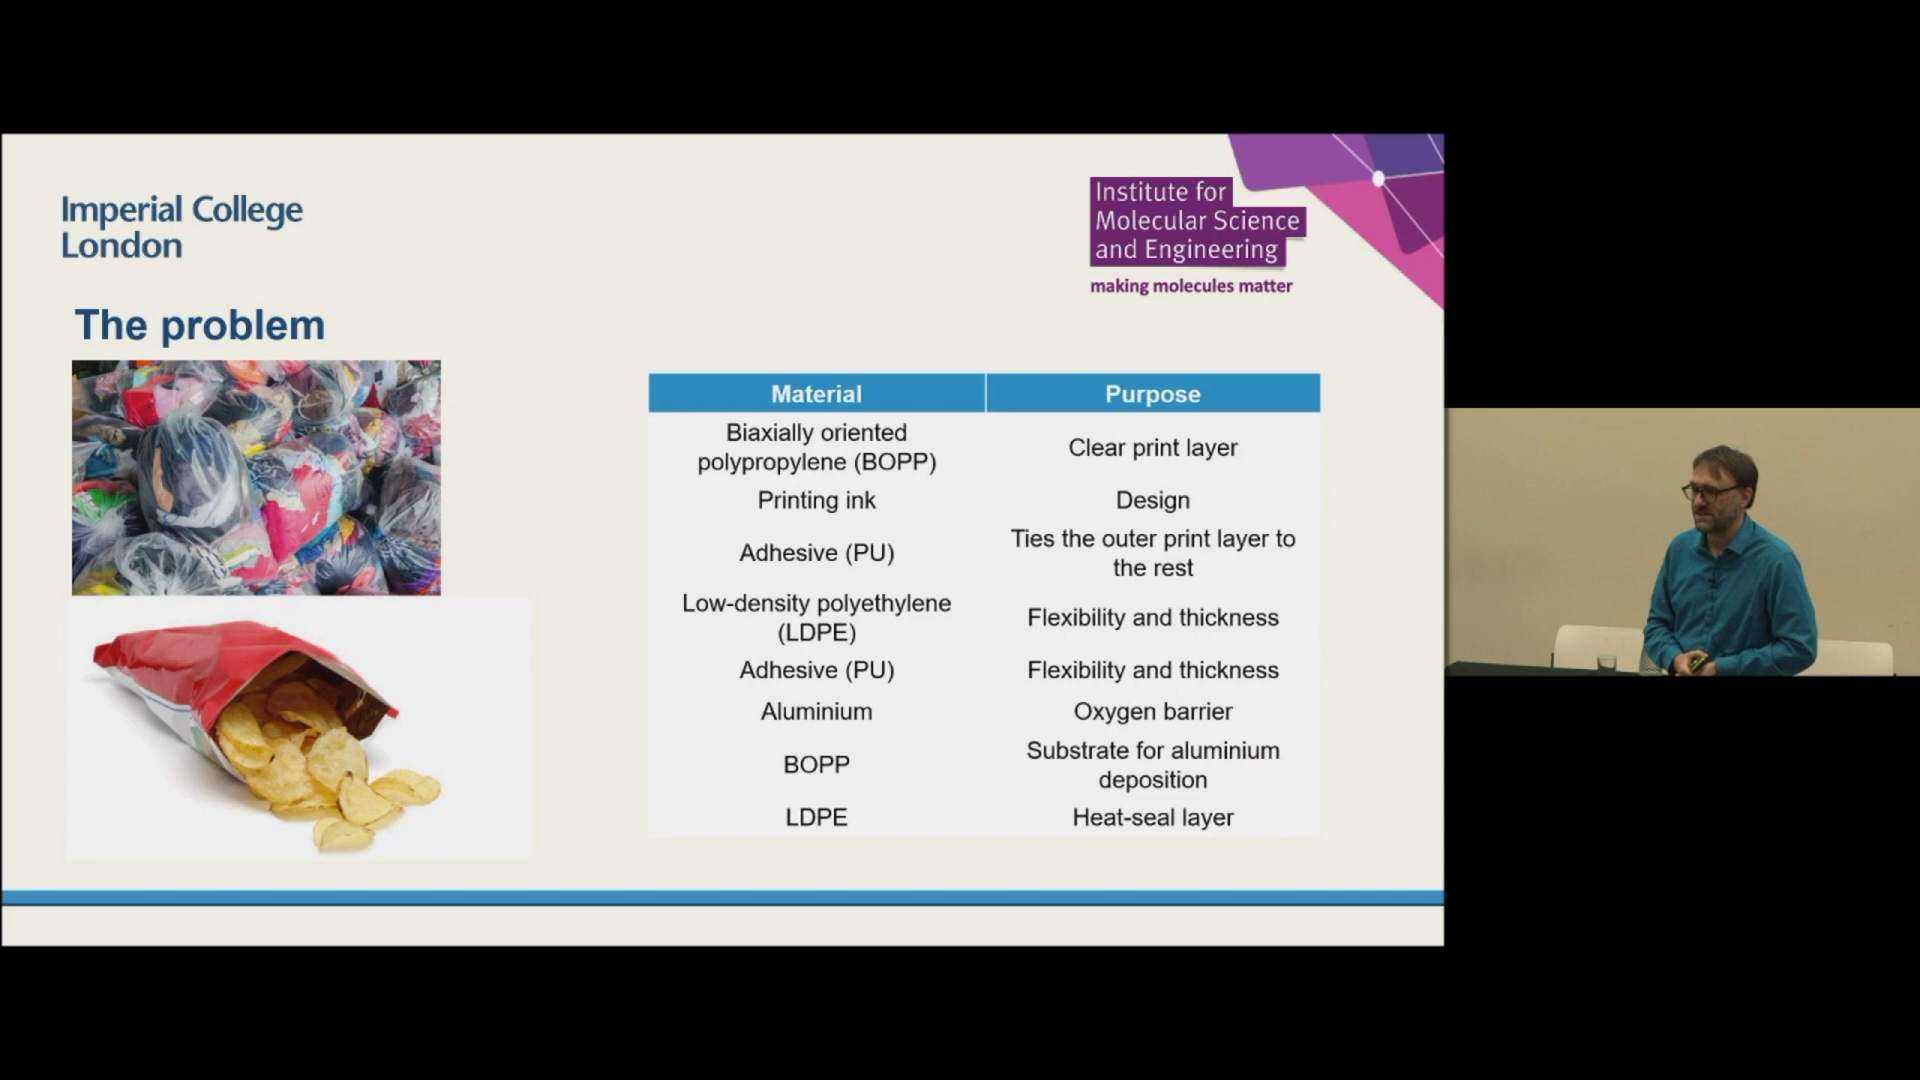 Imperial College
London
Institute for
Molecular Science
and Engineering
making molecules matter
The problem
Material
Purpose
Biaxially oriented
polypropylene (BOPP)
Clear print layer
Printing ink
Design
Adhesive (PU)
Ties the outer print layer to
the rest
Low-density polyethylene
(LDPE)
Flexibility and thickness
Adhesive (PU)
Flexibility and thickness
Aluminium
Oxygen barrier
BOPP
Substrate for aluminium
deposition
LDPE
Heat-seal layer